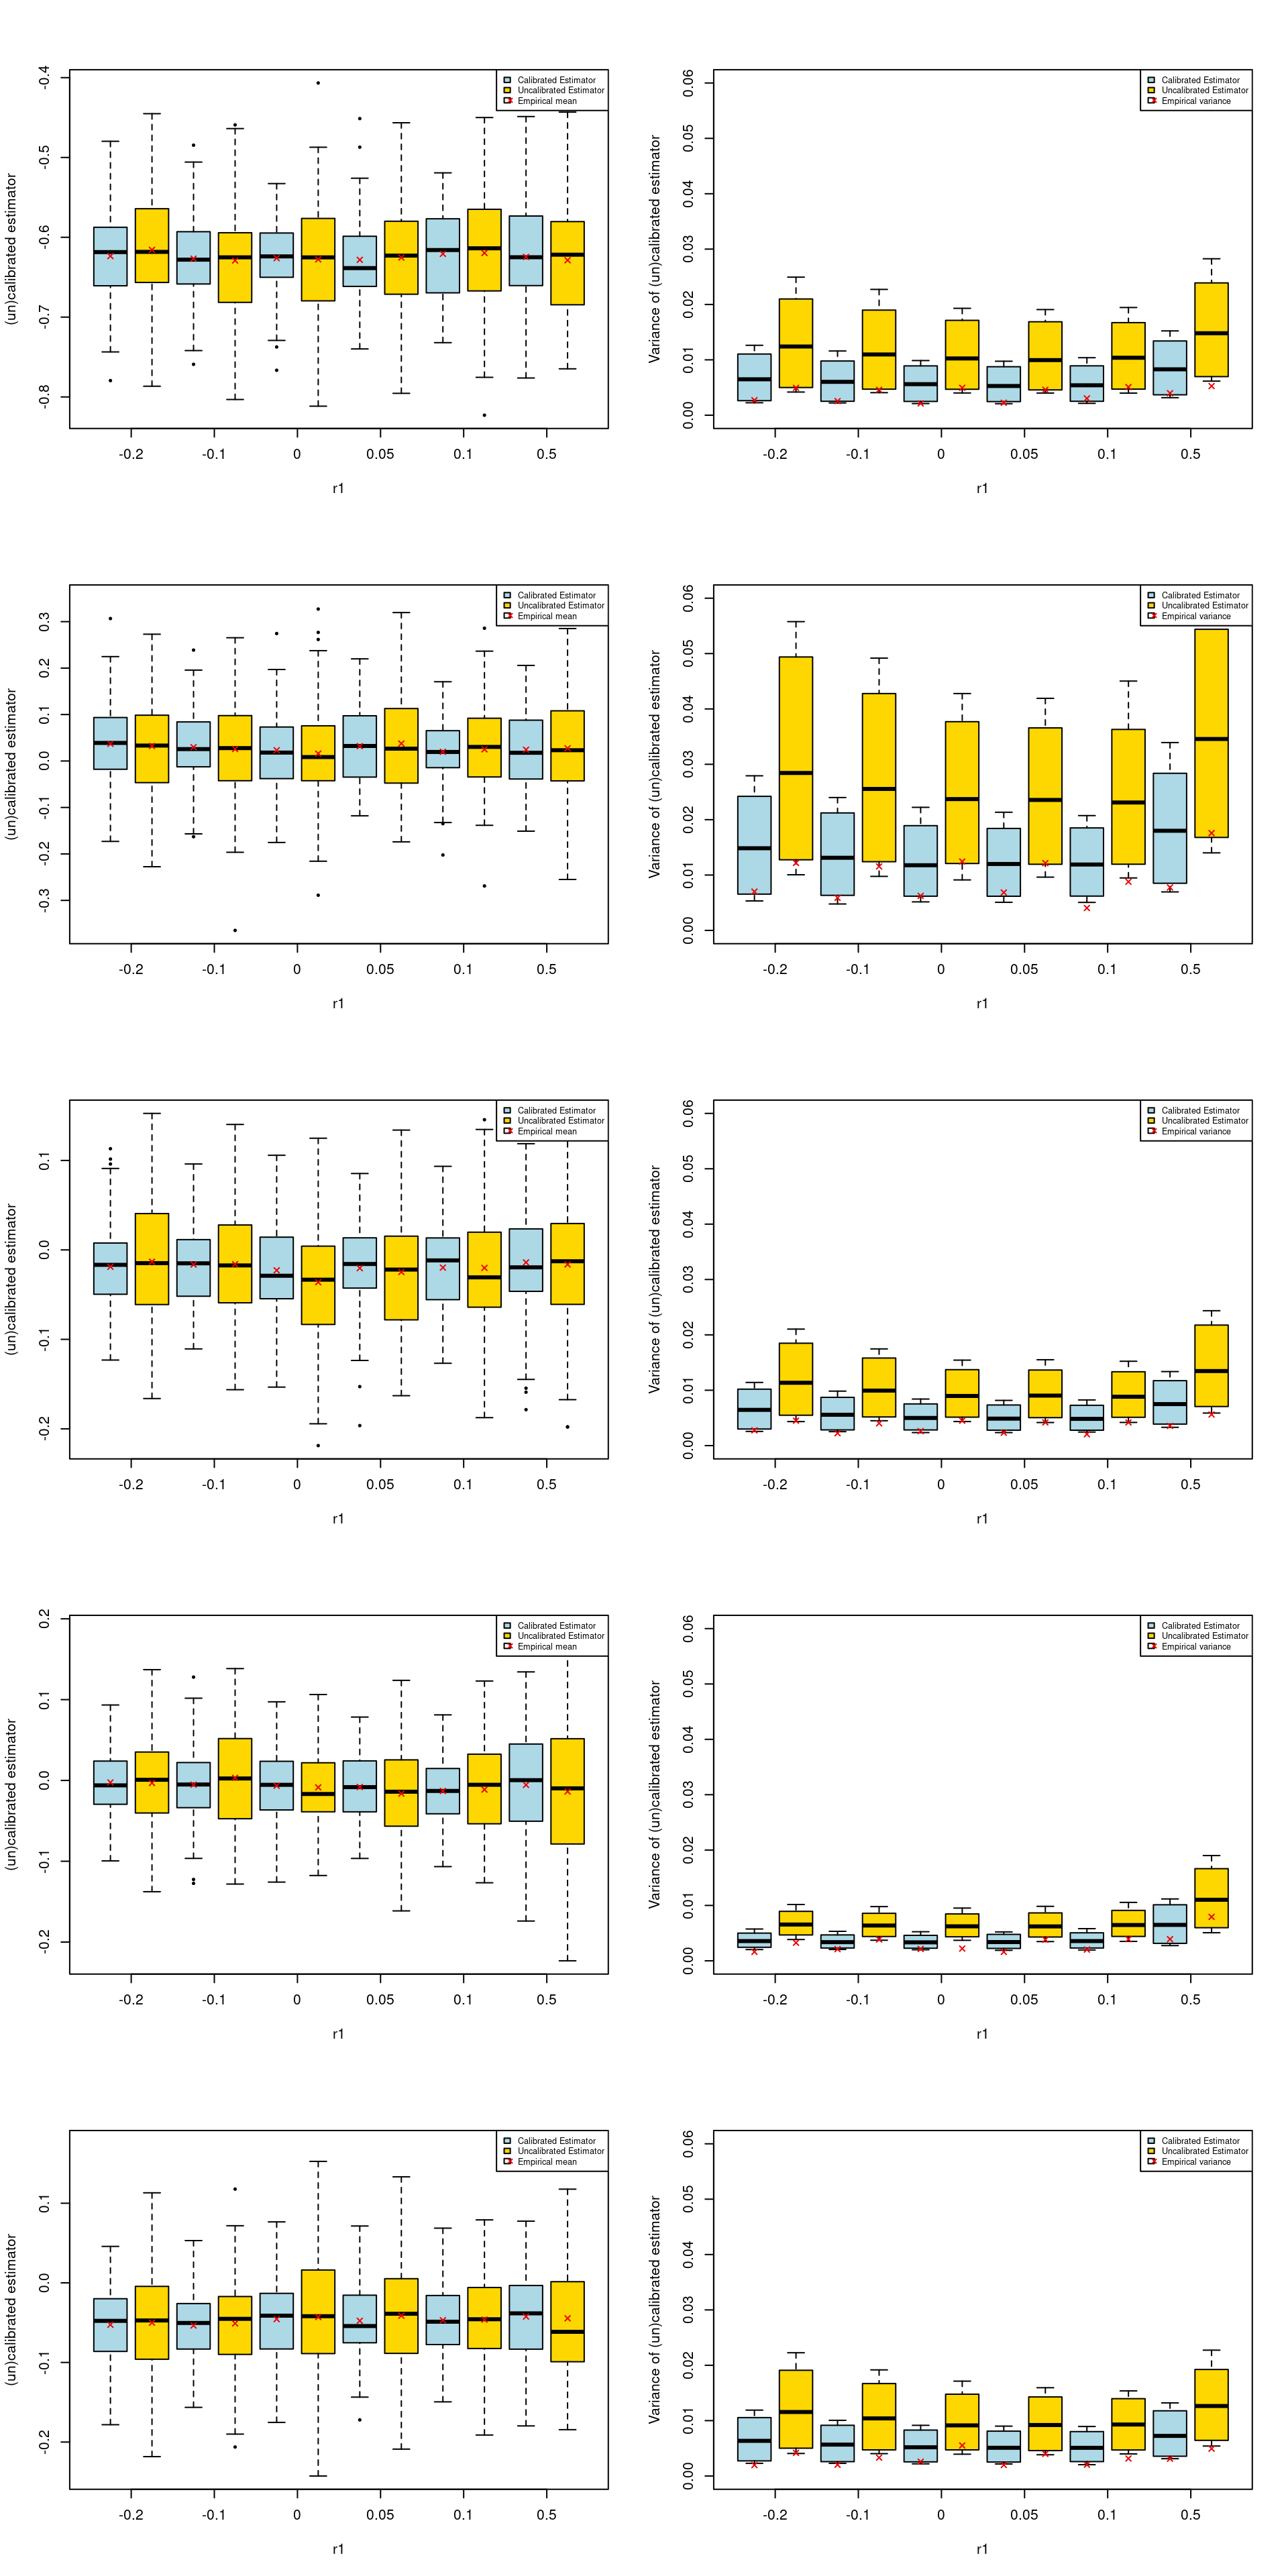 -0.4
-0.5
-0.6
-0.7
-0.8
(un)calibrated estimator
Calibrated Estimator
Uncalibrated Estimator
Empirical mean
-0.2 -0.1 0 0.05 0.1 0.5
r1
0.06
0.05
0.04
0.03
0.02
0.01
0.00
Variance of (un)calibrated estimator
Calibrated Estimator
Uncalibrated Estimator
Empirical variance
-0.2 -0.1 0 0.05 0.1 0.5
r1
0.3
0.2
0.1
0.0
-0.1
-0.2
-0.3
(un)calibrated estimator
Calibrated Estimator
Uncalibrated Estimator
Empirical mean
-0.2 -0.1 0 0.05 0.1 0.5
r1
0.06
0.05
0.04
0.03
0.02
0.01
0.00
Variance of (un)calibrated estimator
Calibrated Estimator
Uncalibrated Estimator
Empirical variance
-0.2 -0.1 0 0.05 0.1 0.5
r1
0.1
0.0
-0.1
-0.2
(un)calibrated estimator
Calibrated Estimator
Uncalibrated Estimator
Empirical mean
-0.2 -0.1 0 0.05 0.1 0.5
r1
0.06
0.05
0.04
0.03
0.02
0.01
0.00
Variance of (un)calibrated estimator
Calibrated Estimator
Uncalibrated Estimator
Empirical variance
-0.2 -0.1 0 0.05 0.1 0.5
r1
0.2
0.1
0.0
-0.1
-0.2
(un)calibrated estimator
Calibrated Estimator
Uncalibrated Estimator
Empirical mean
-0.2 -0.1 0 0.05 0.1 0.5
r1
0.06
0.05
0.04
0.03
0.02
0.01
0.00
Variance of (un)calibrated estimator
Calibrated Estimator
Uncalibrated Estimator
Empirical variance
-0.2 -0.1 0 0.05 0.1 0.5
r1
0.1
0.0
-0.1
-0.2
(un)calibrated estimator
Calibrated Estimator
Uncalibrated Estimator
Empirical mean
-0.2 -0.1 0 0.05 0.1 0.5
r1
0.06
0.05
0.04
0.03
0.02
0.01
0.00
Variance of (un)calibrated estimator
Calibrated Estimator
Uncalibrated Estimator
Empirical variance
-0.2 -0.1 0 0.05 0.1 0.5
r1